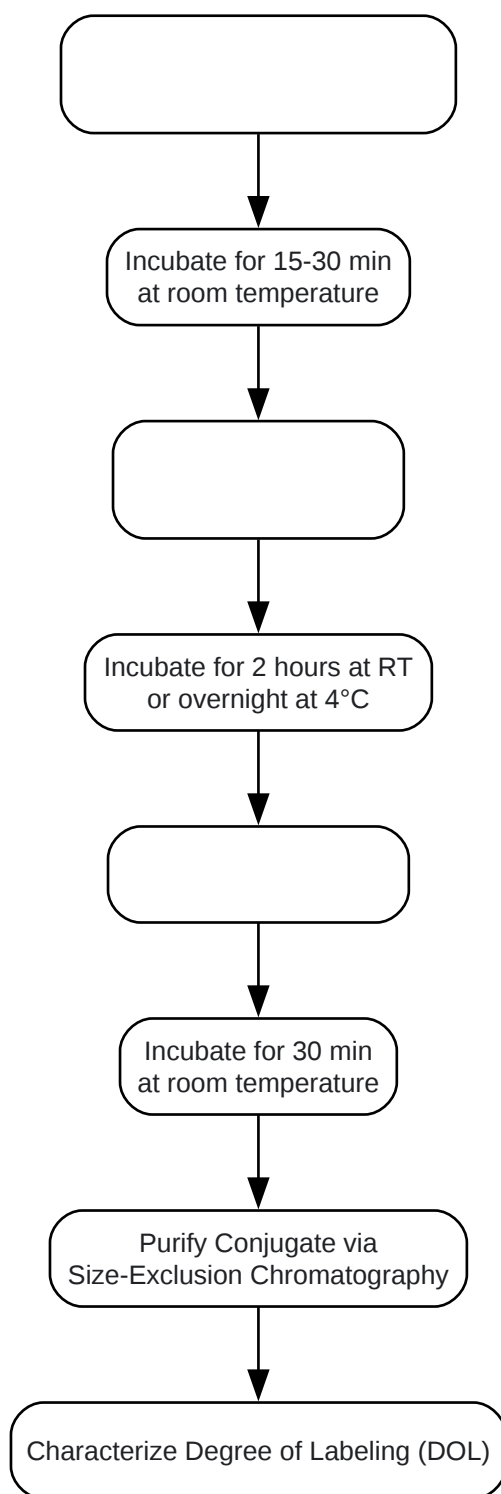 Incubate for 15-30 min
at room temperature
Incubate for 2 hours at RT
or overnight at 4°C
Incubate for 30 min
at room temperature
Purify Conjugate via
Size-Exclusion Chromatography
Characterize Degree of Labeling (DOL)